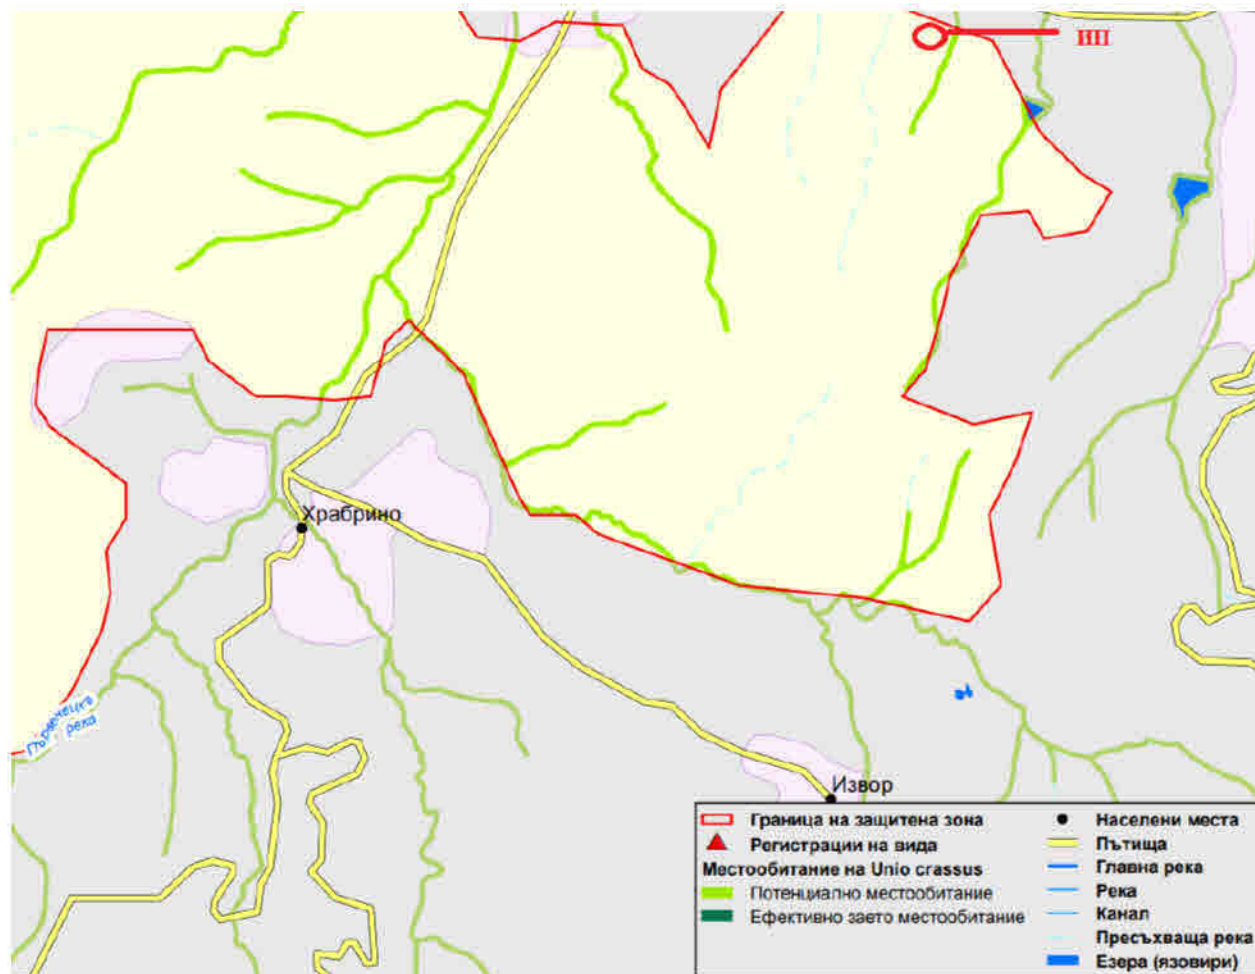 ИП
Храбрино
Първенецка
река
Извор
Граница на защитена зона
Регистрации на вида
Местообитание на Unio crassus
Потенциално местообитание
Ефективно заето местообитание
Населени места
Пътища
Главна река
Река
Канал
Пресъхваща река
Езера (язовири)